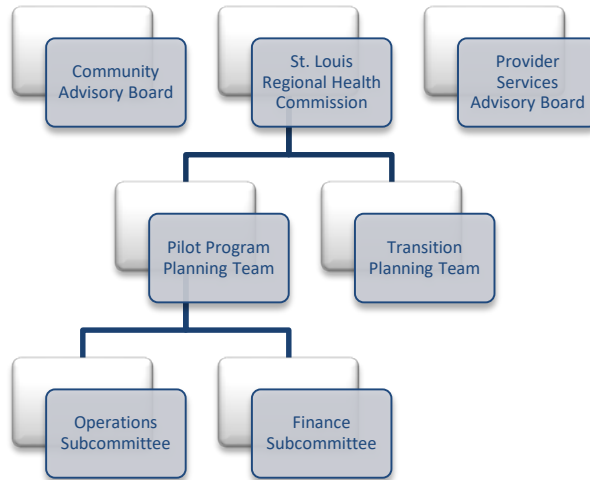 Community
Advisory Board
St. Louis
Regional Health
Commission
Provider
Services
Advisory Board
Pilot Program
Planning Team
Transition
Planning Team
Operations
Subcommittee
Finance
Subcommittee